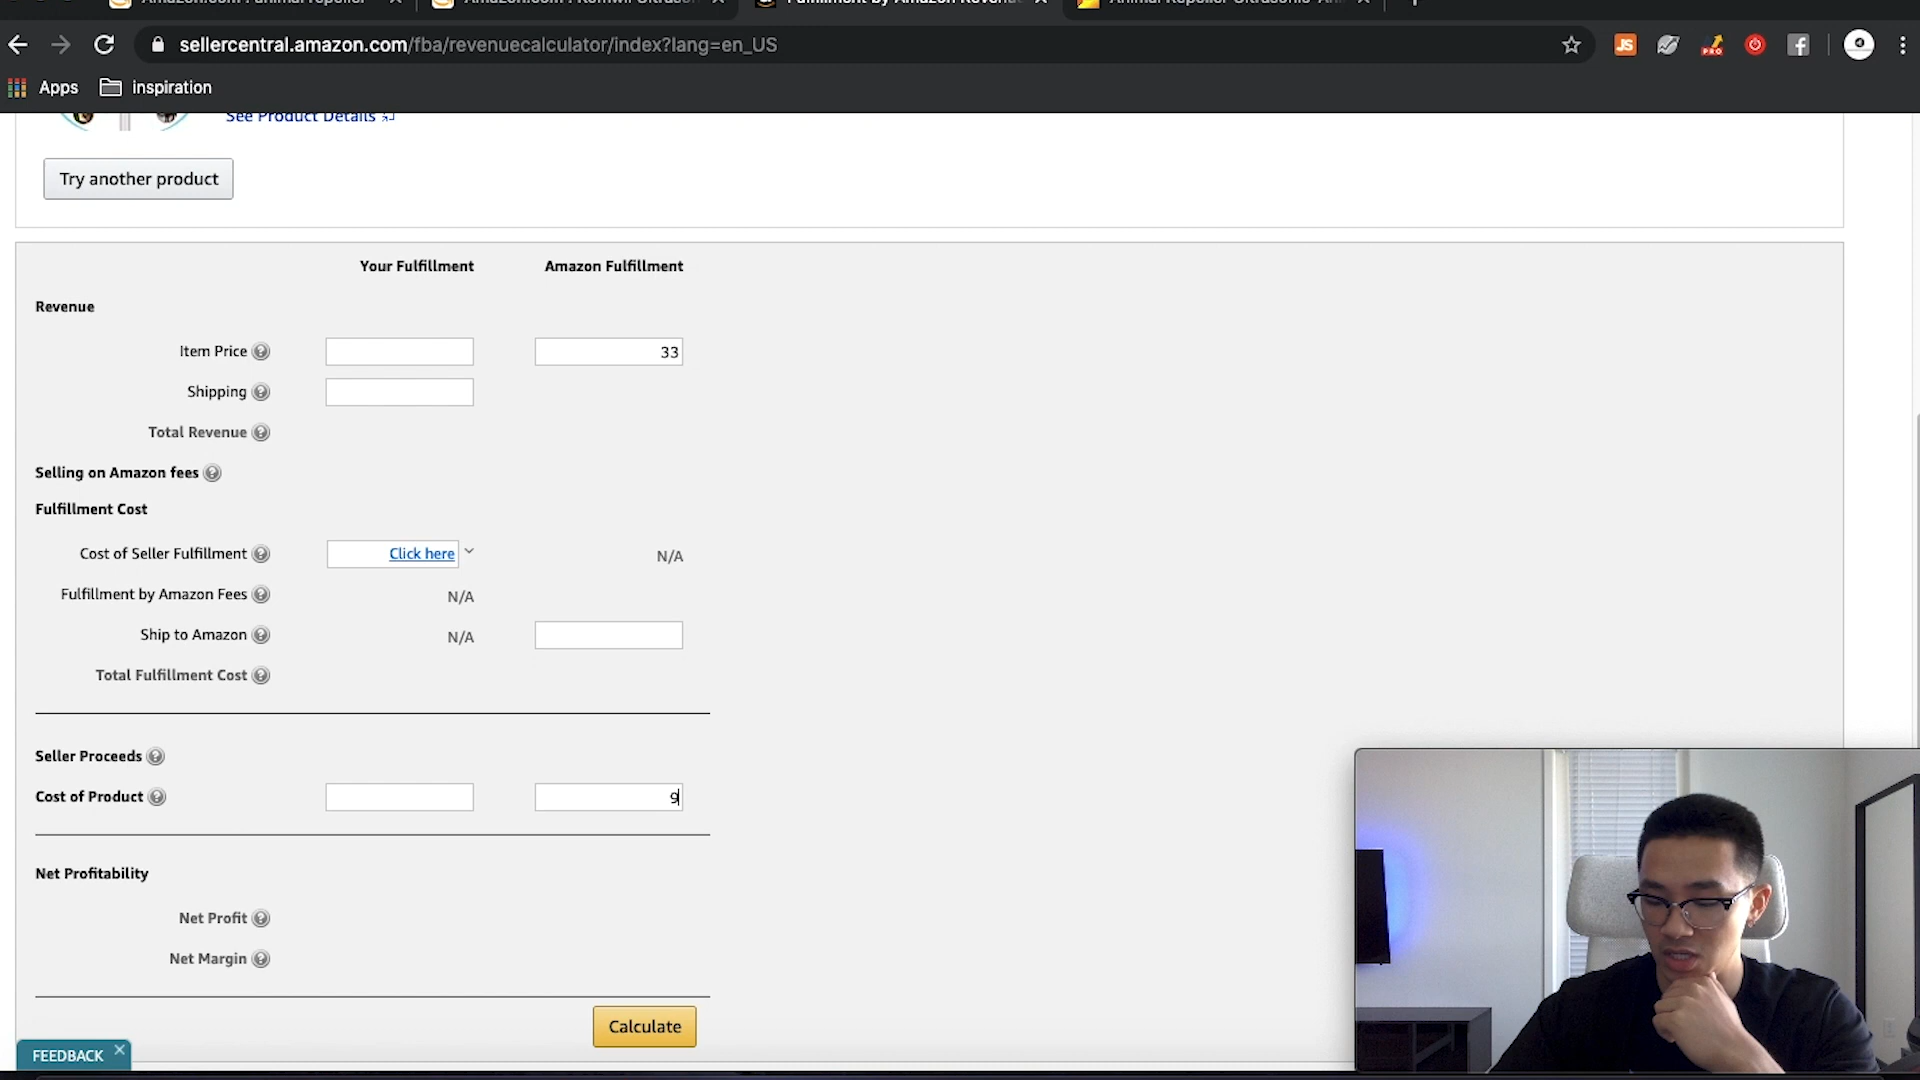 sellercentral.amazon.com/fba/revenuecalculator/index?lang=en_US
JS
PRO
Apps
inspiration
See Product Details
Try another product
Your Fulfillment
Amazon Fulfillment
Revenue
Item Price
33
Shipping
Total Revenue
Selling on Amazon fees
Fulfillment Cost
Cost of Seller Fulfillment
Click here
N/A
Fulfillment by Amazon Fees
N/A
Ship to Amazon
N/A
Total Fulfillment Cost
Seller Proceeds
Cost of Product
9
Net Profitability
Net Profit
Net Margin
Calculate
FEEDBACK